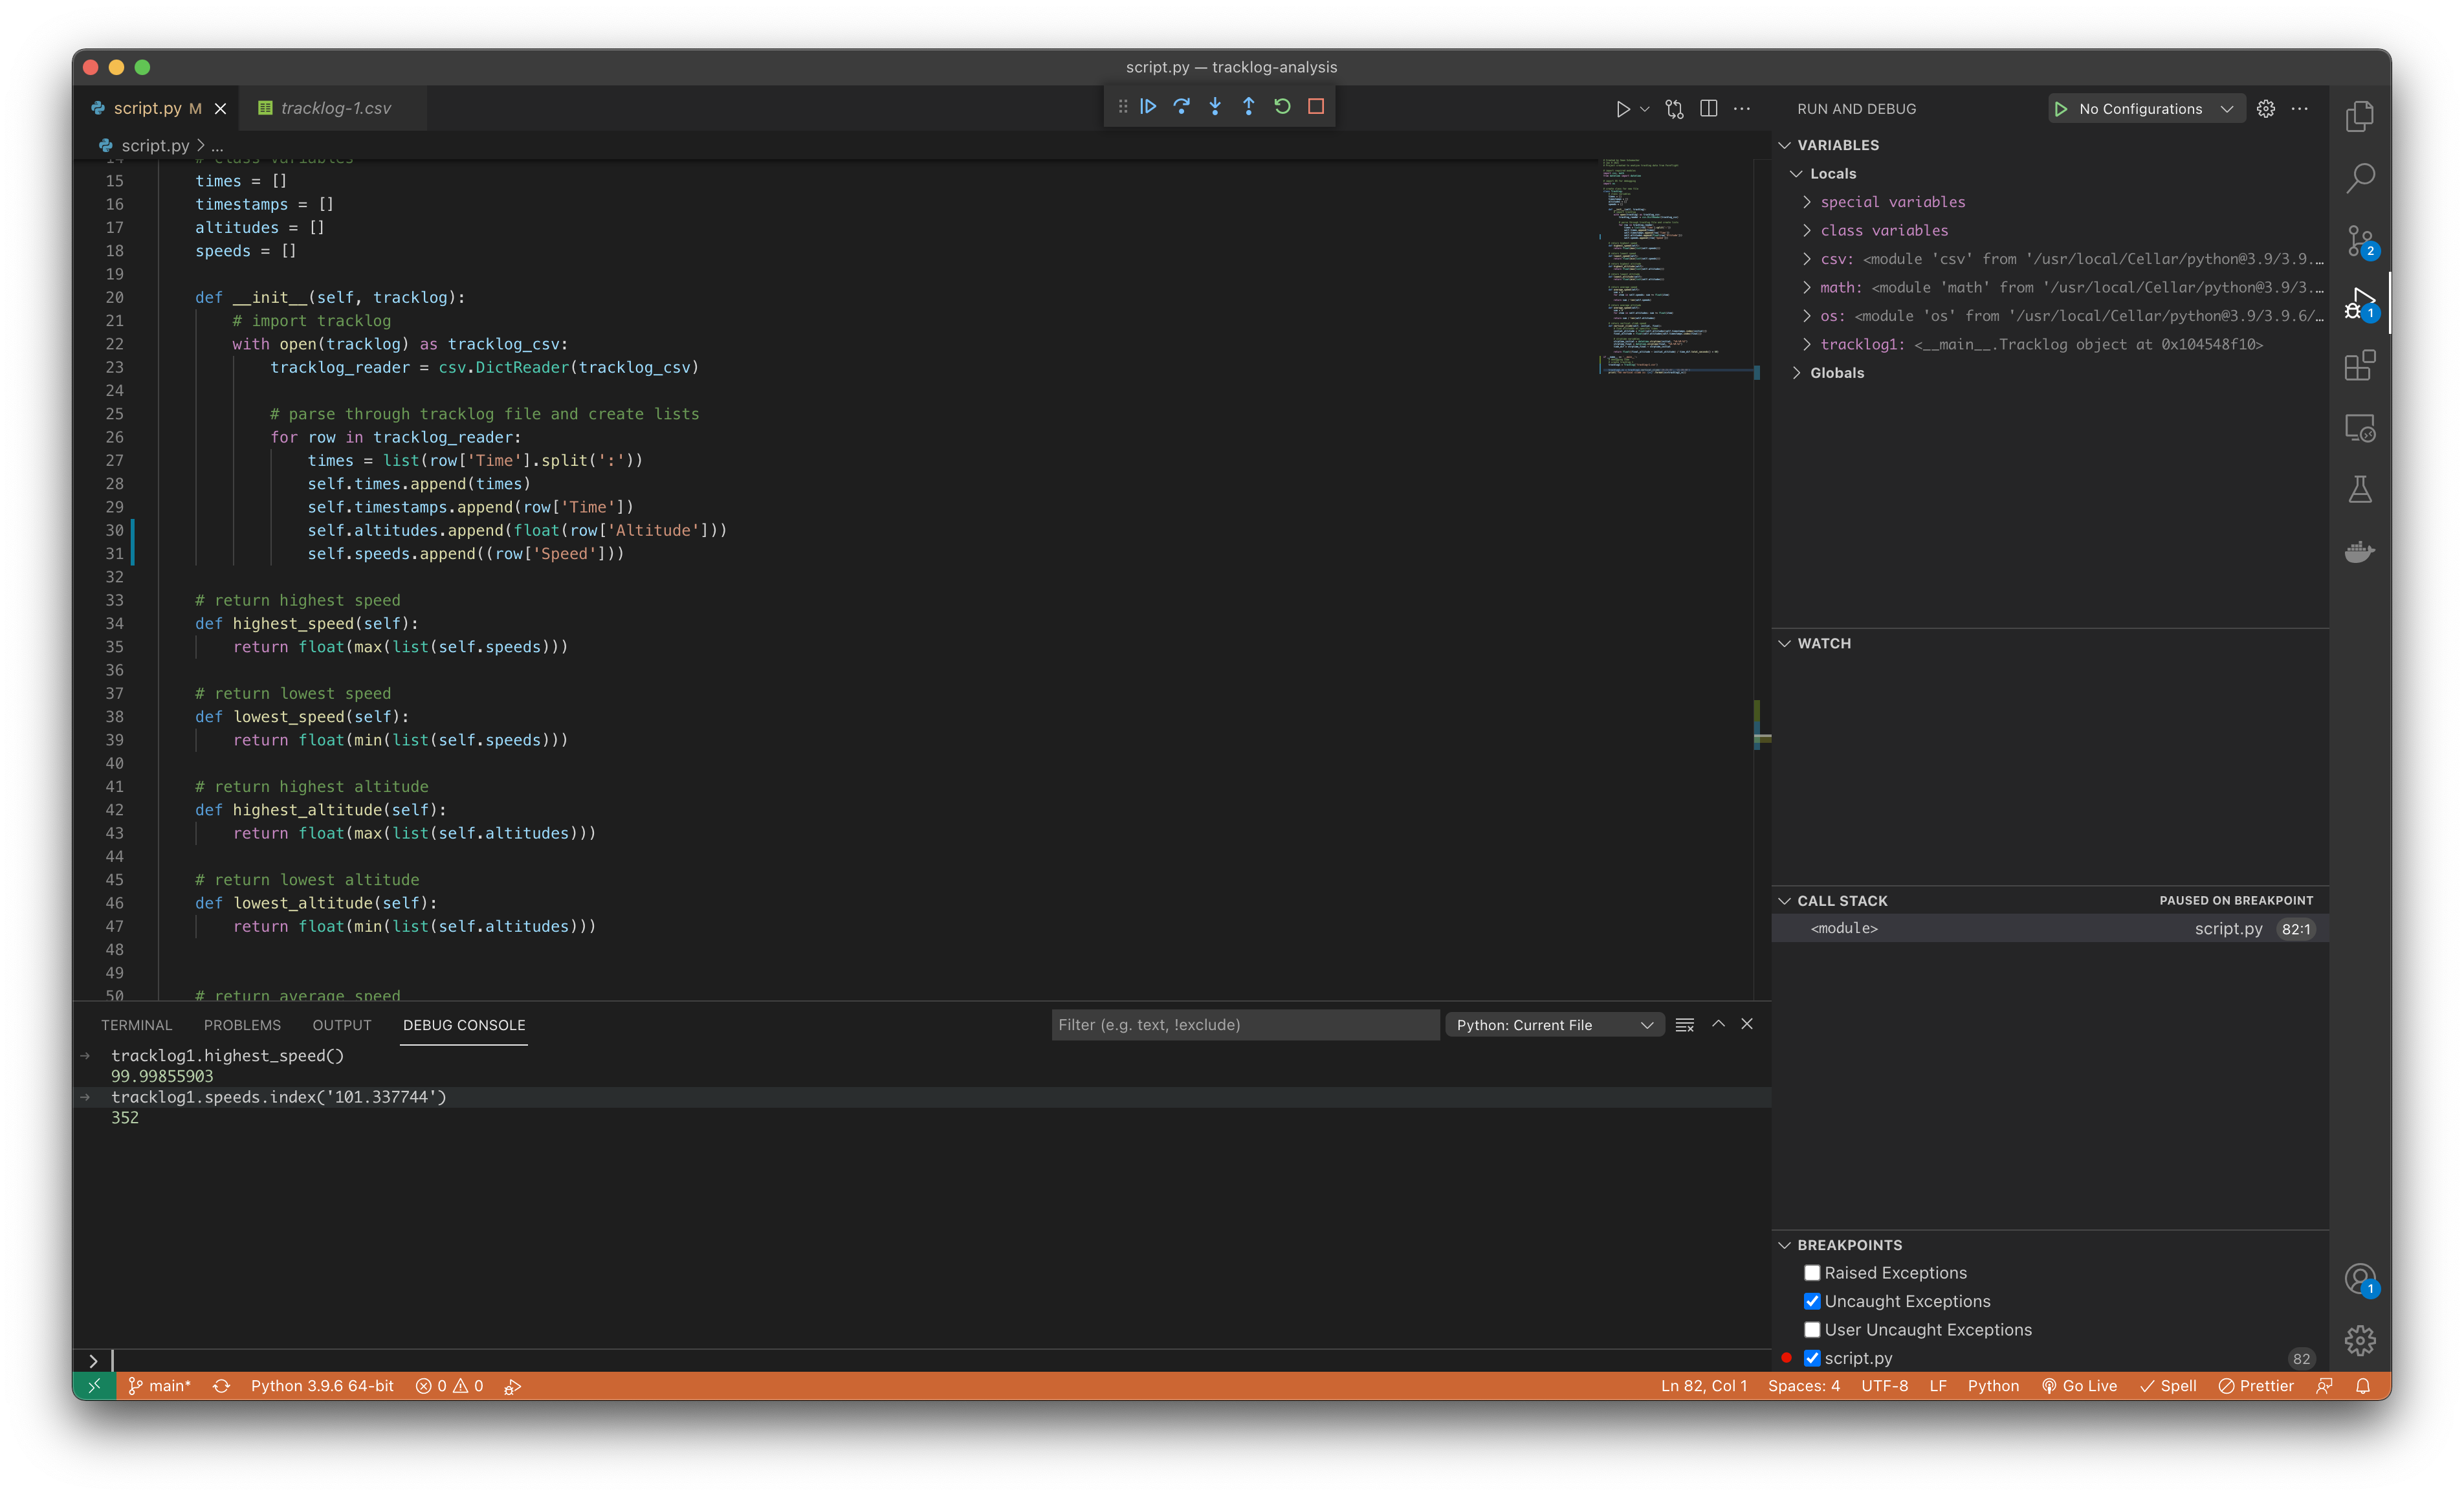 script.py — tracklog-analysis
script.py M
tracklog-1.csv
script.py > ...
14 # class variables
15 times = []
16 timestamps = []
17 altitudes = []
18 speeds = []
19
20 def __init__(self, tracklog):
21 # import tracklog
22 with open(tracklog) as tracklog_csv:
23 tracklog_reader = csv.DictReader(tracklog_csv)
24
25 # parse through tracklog file and create lists
26 for row in tracklog_reader:
27 times = list(row['Time'].split(':'))
28 self.times.append(times)
29 self.timestamps.append(row['Time'])
30 self.altitudes.append(float(row['Altitude']))
31 self.speeds.append((row['Speed']))
32
33 # return highest speed
34 def highest_speed(self):
35 return float(max(list(self.speeds)))
36
37 # return lowest speed
38 def lowest_speed(self):
39 return float(min(list(self.speeds)))
40
41 # return highest altitude
42 def highest_altitude(self):
43 return float(max(list(self.altitudes)))
44
45 # return lowest altitude
46 def lowest_altitude(self):
47 return float(min(list(self.altitudes)))
48
49
50 # return average speed
TERMINAL PROBLEMS OUTPUT DEBUG CONSOLE
Filter (e.g. text, !exclude)
Python: Current File
tracklog1.highest_speed()
99.99855903
tracklog1.speeds.index('101.337744')
352
RUN AND DEBUG
No Configurations
VARIABLES
Locals
special variables
class variables
csv: <module 'csv' from '/usr/local/Cellar/python@3.9/3.9....
math: <module 'math' from '/usr/local/Cellar/python@3.9/3....
os: <module 'os' from '/usr/local/Cellar/python@3.9/3.9.6/...
tracklog1: <__main__.Tracklog object at 0x104548f10>
Globals
WATCH
CALL STACK
PAUSED ON BREAKPOINT
<module>
script.py 82:1
BREAKPOINTS
Raised Exceptions
Uncaught Exceptions
User Uncaught Exceptions
script.py
82
2
1
1
main*
Python 3.9.6 64-bit
0
0
Ln 82, Col 1
Spaces: 4
UTF-8
LF
Python
Go Live
Spell
Prettier